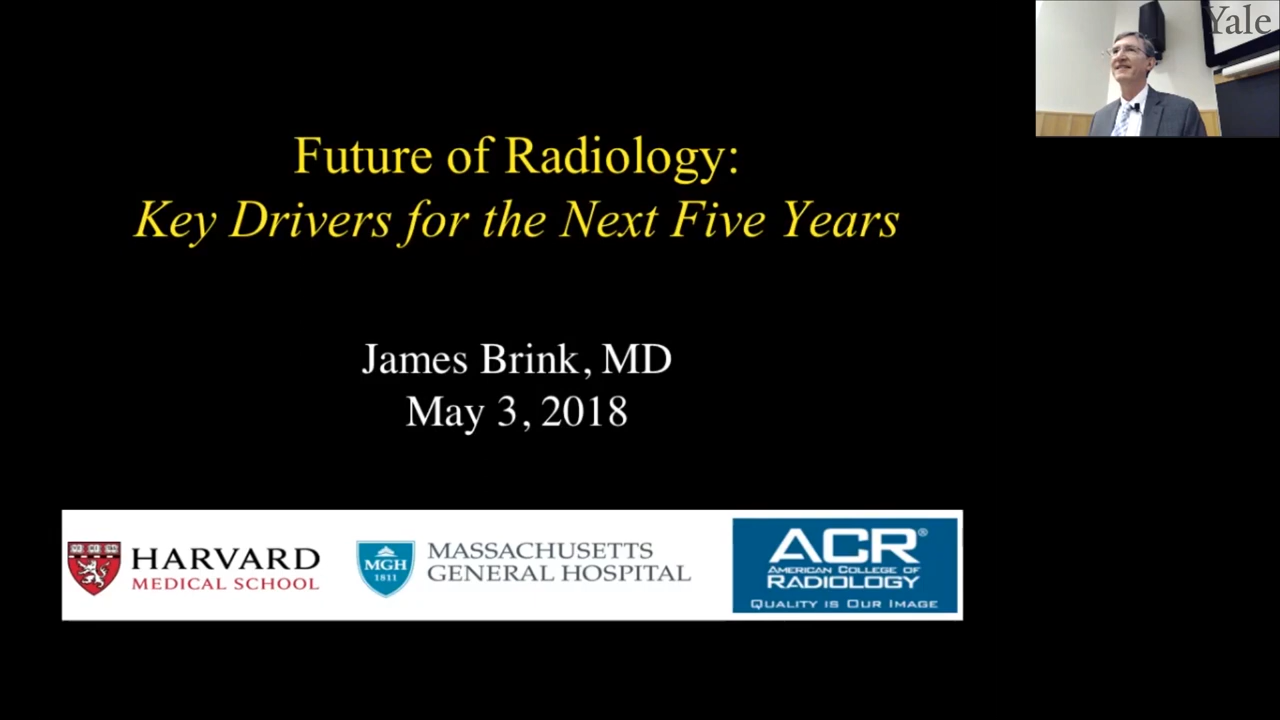 Yale
Future of Radiology:
Key Drivers for the Next Five Years
James Brink, MD
May 3, 2018
HARVARD
MEDICAL SCHOOL
MGH
1811
MASSACHUSETTS
GENERAL HOSPITAL
ACR®
AMERICAN COLLEGE OF
RADIOLOGY
QUALITY IS OUR IMAGE